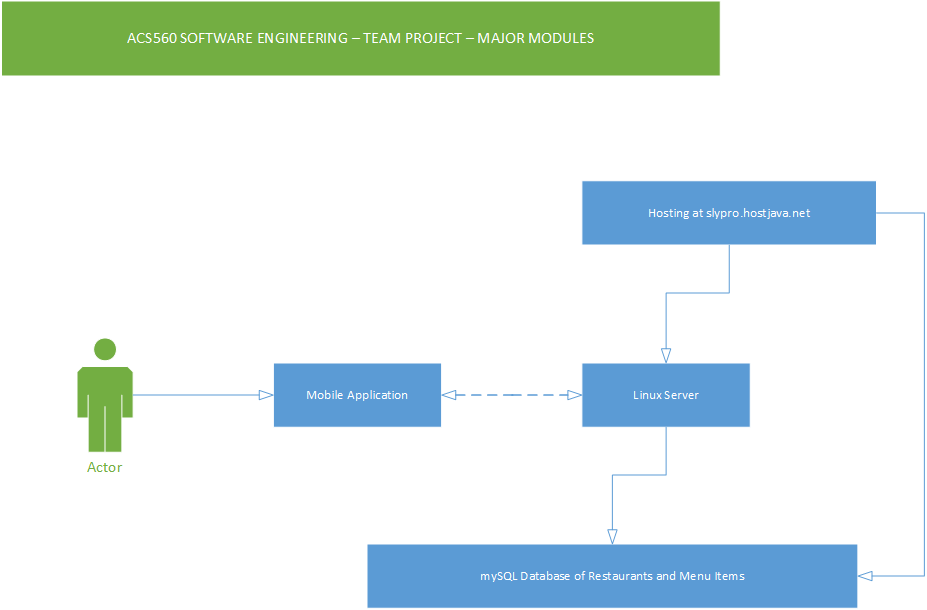 ACS560 SOFTWARE ENGINEERING – TEAM PROJECT – MAJOR MODULES
Hosting at slypro.hostjava.net
Mobile Application
Linux Server
Actor
mySQL Database of Restaurants and Menu Items